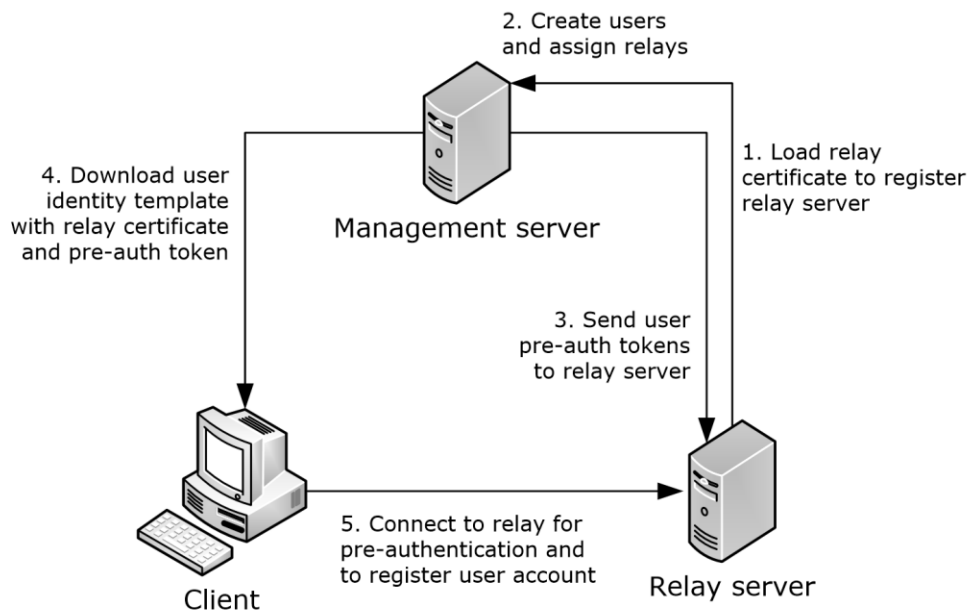 2. Create users
and assign relays
1. Load relay
certificate to register
relay server
4. Download user
identity template
with relay certificate
and pre-auth token
Management server
3. Send user
pre-auth tokens
to relay server
5. Connect to relay for
pre-authentication and
to register user account
Client
Relay server